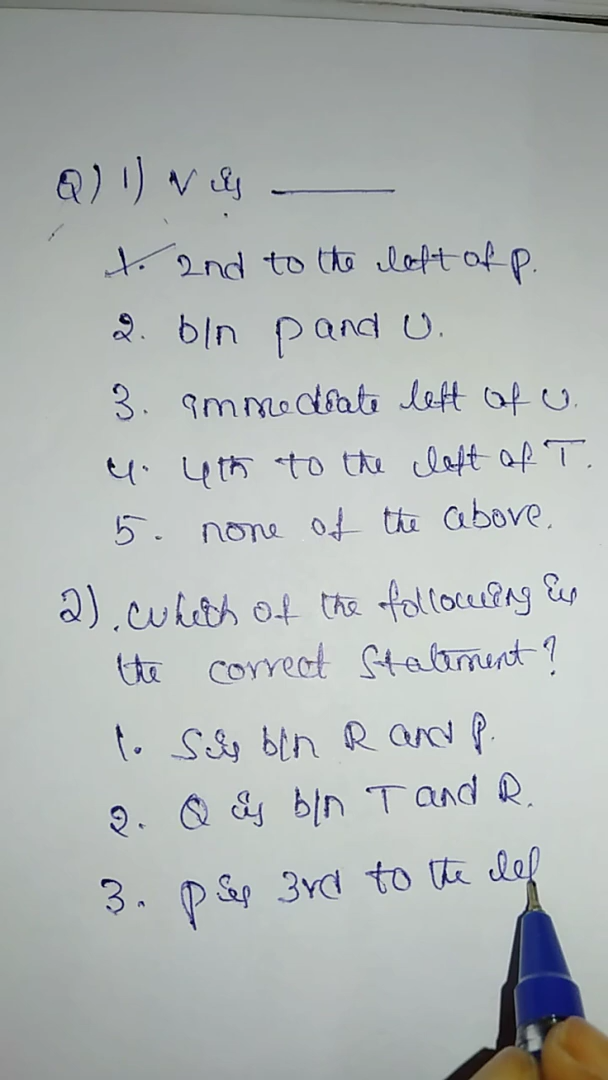 Q) 1) V is ______
1. 2nd to the left of P.
2. b/n P and U.
3. immediate left of U.
4. 4th to the left of T.
5. none of the above.
2). which of the following is
the correct statement?
1. S is b/n R and P.
2. Q is b/n T and R.
3. P is 3rd to the lef